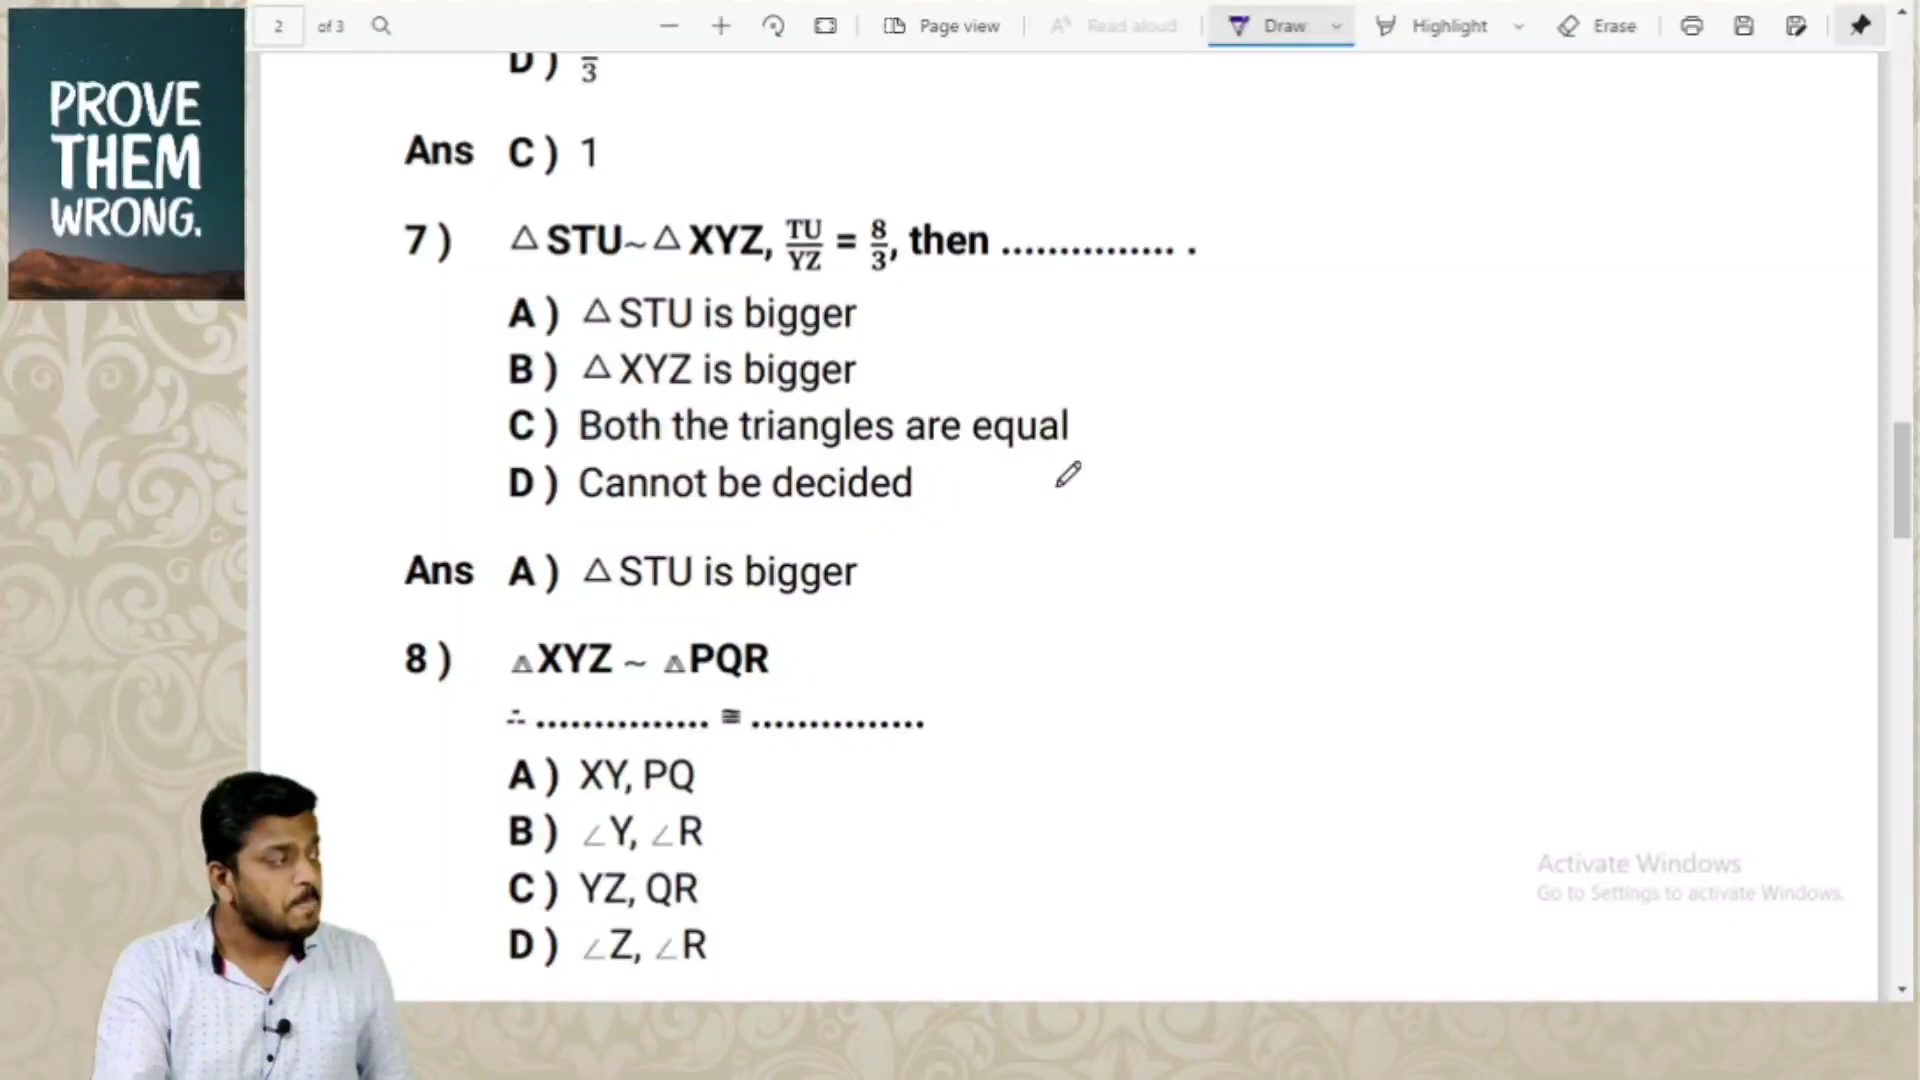 2 of 3 Page view Read aloud Draw Highlight Erase
PROVE
THEM
WRONG.
D ) 3
Ans C ) 1
7 ) △ STU ~ △ XYZ, TU/YZ = 8/3, then ............... .
A ) △ STU is bigger
B ) △ XYZ is bigger
C ) Both the triangles are equal
D ) Cannot be decided
Ans A ) △ STU is bigger
8 ) △XYZ ~ △PQR
∴ ............... ≅ ...............
A ) XY, PQ
B ) ∠Y, ∠R
C ) YZ, QR
D ) ∠Z, ∠R
Activate Windows
Go to Settings to activate Windows.